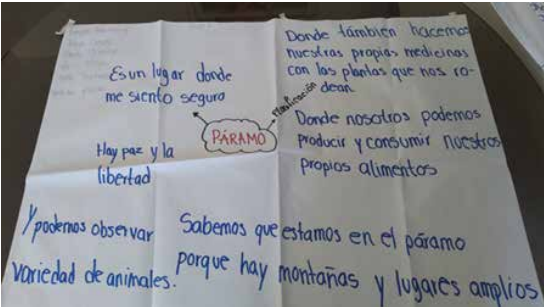 Es un lugar donde
me siento seguro
Hay paz y la
libertad
PÁRAMO
Donde támbien hacemos
nuestras propias medicinas
con las plantas que nos ro-
dean
Donde nosotros podemos
producir y consumir nuestros
propios alimentos
Y podemos observar
variedad de animales.
Sabemos que estamos en el páramo
porque hay montañas y lugares amplios